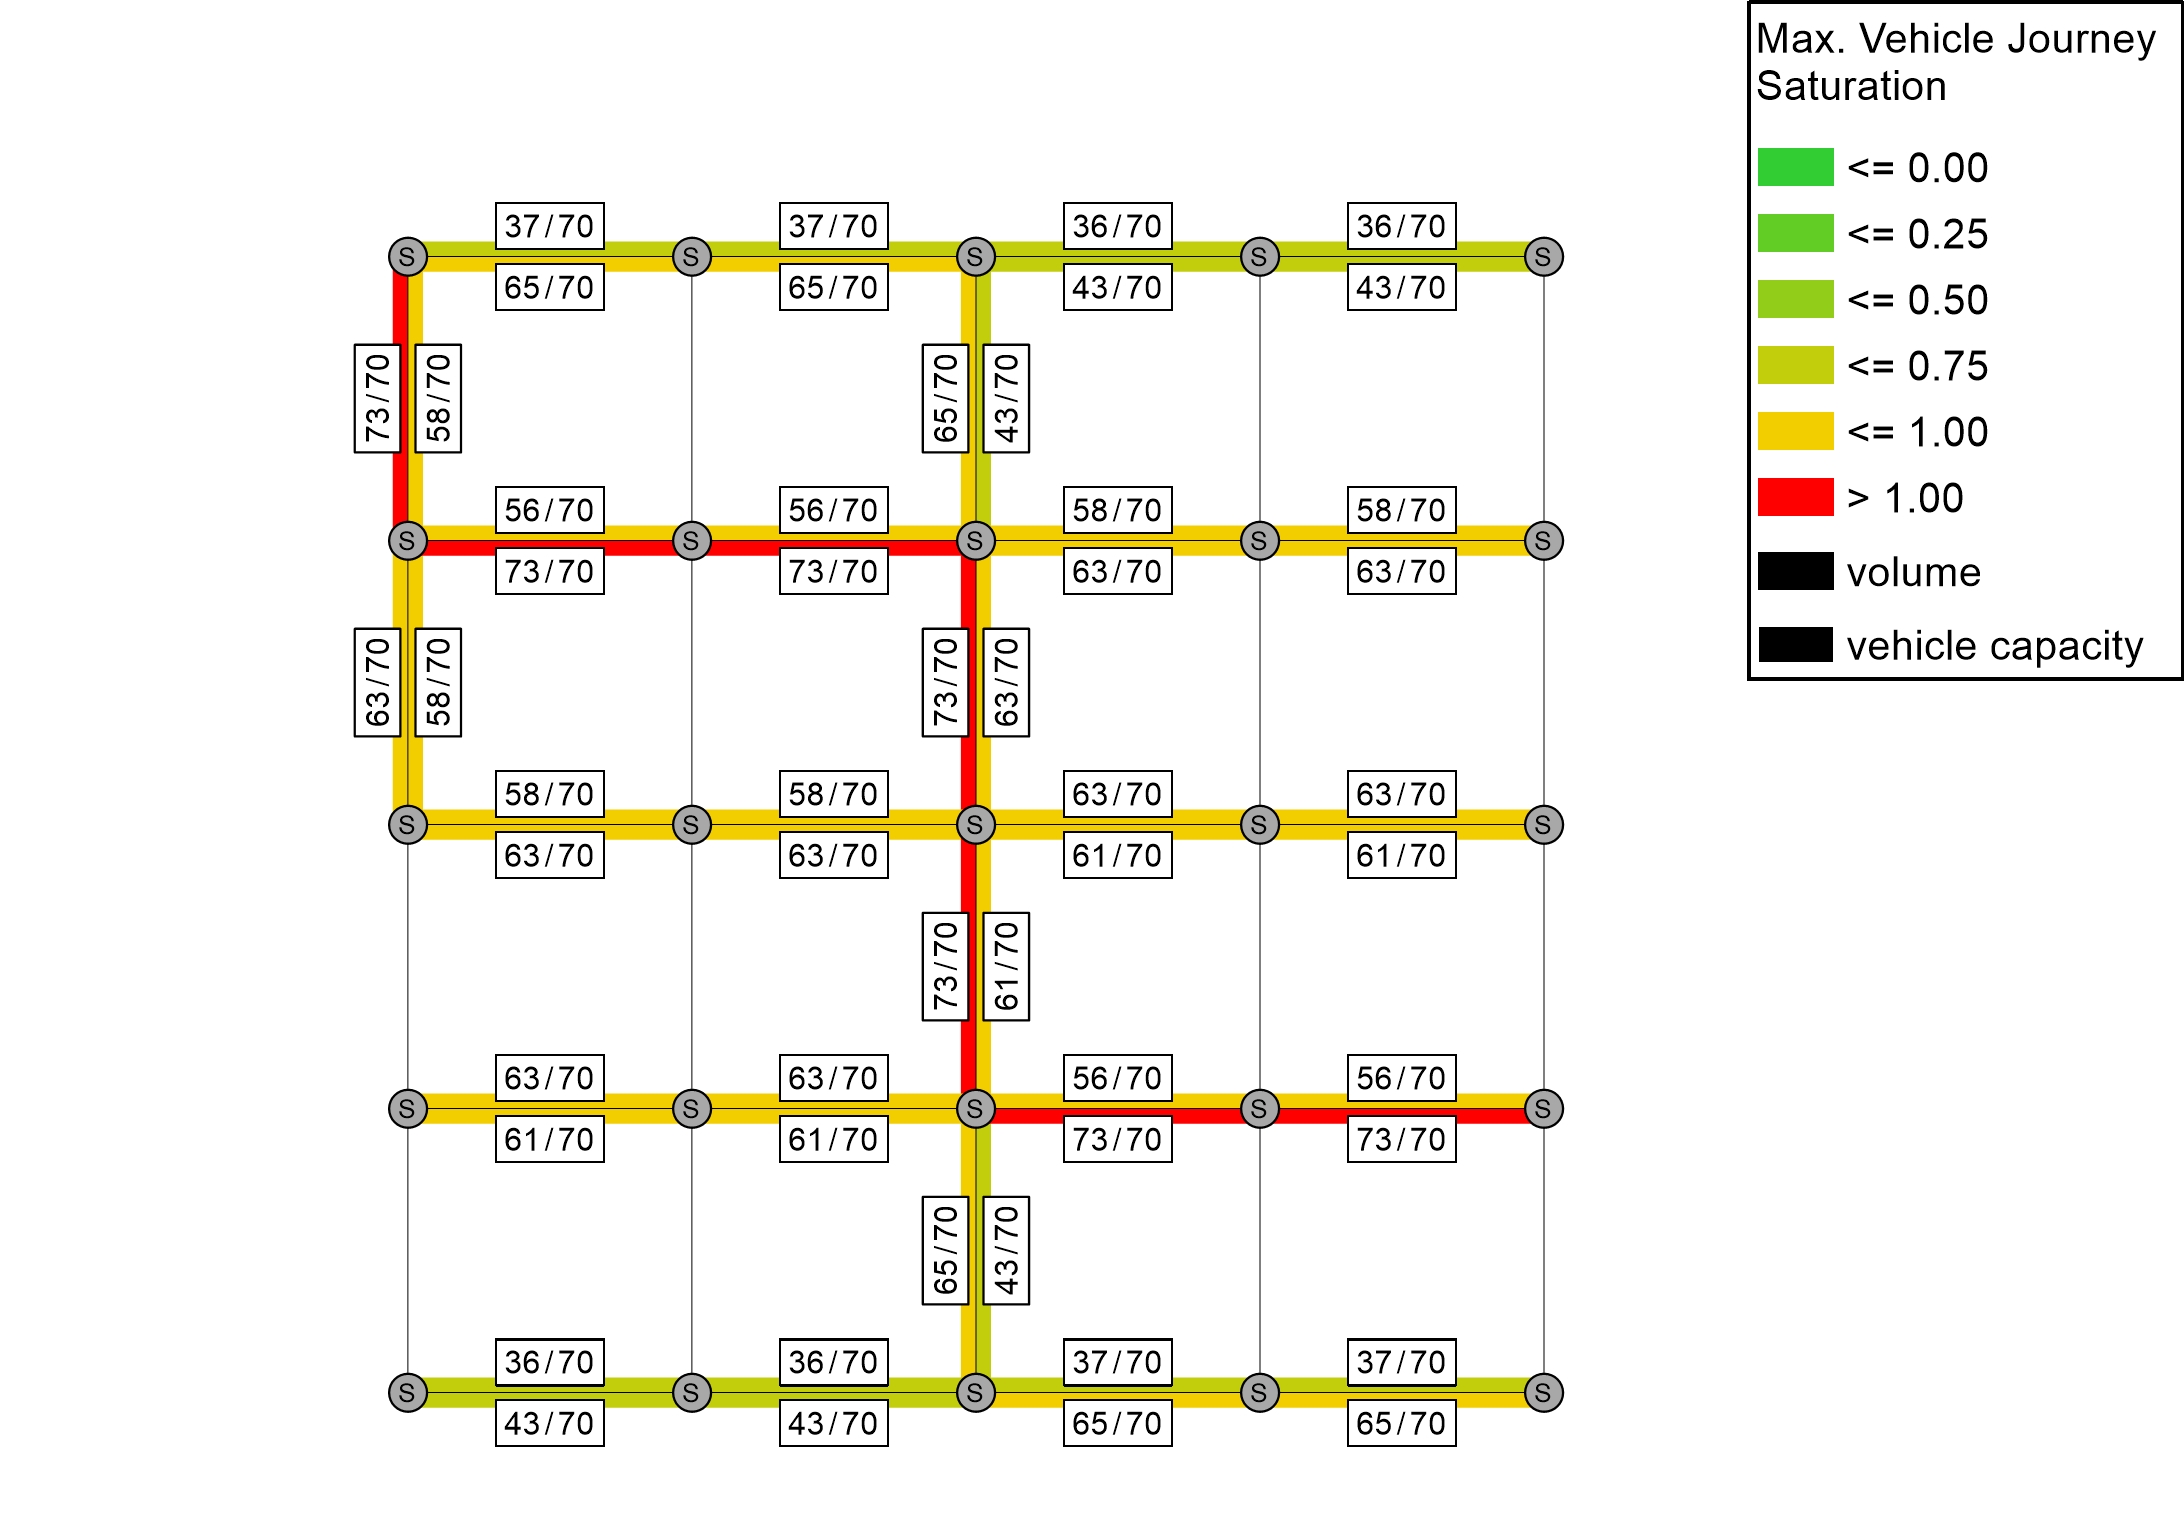 Max. Vehicle Journey
Saturation
<= 0.00
<= 0.25
<= 0.50
<= 0.75
<= 1.00
> 1.00
volume
vehicle capacity
37/70 37/70 36/70 36/70
S S S S S
65/70 65/70 43/70 43/70
73/70 58/70 65/70 43/70
56/70 56/70 58/70 58/70
S S S S S
73/70 73/70 63/70 63/70
63/70 58/70 73/70 63/70
58/70 58/70 63/70 63/70
S S S S S
63/70 63/70 61/70 61/70
73/70 61/70
63/70 63/70 56/70 56/70
S S S S S
61/70 61/70 73/70 73/70
65/70 43/70
36/70 36/70 37/70 37/70
S S S S S
43/70 43/70 65/70 65/70